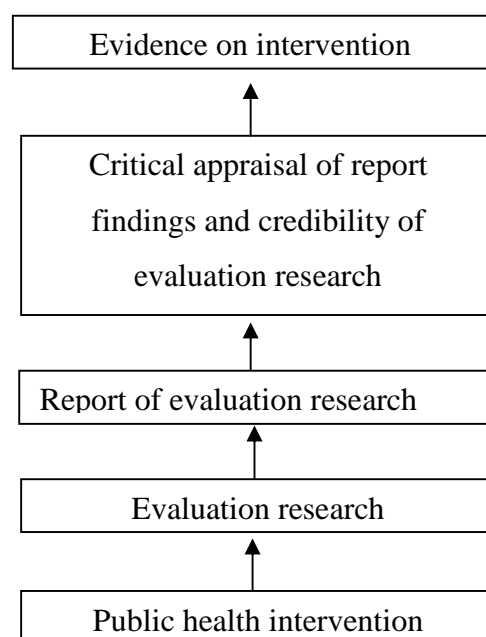 Evidence on intervention
Critical appraisal of report
findings and credibility of
evaluation research
Report of evaluation research
Evaluation research
Public health intervention